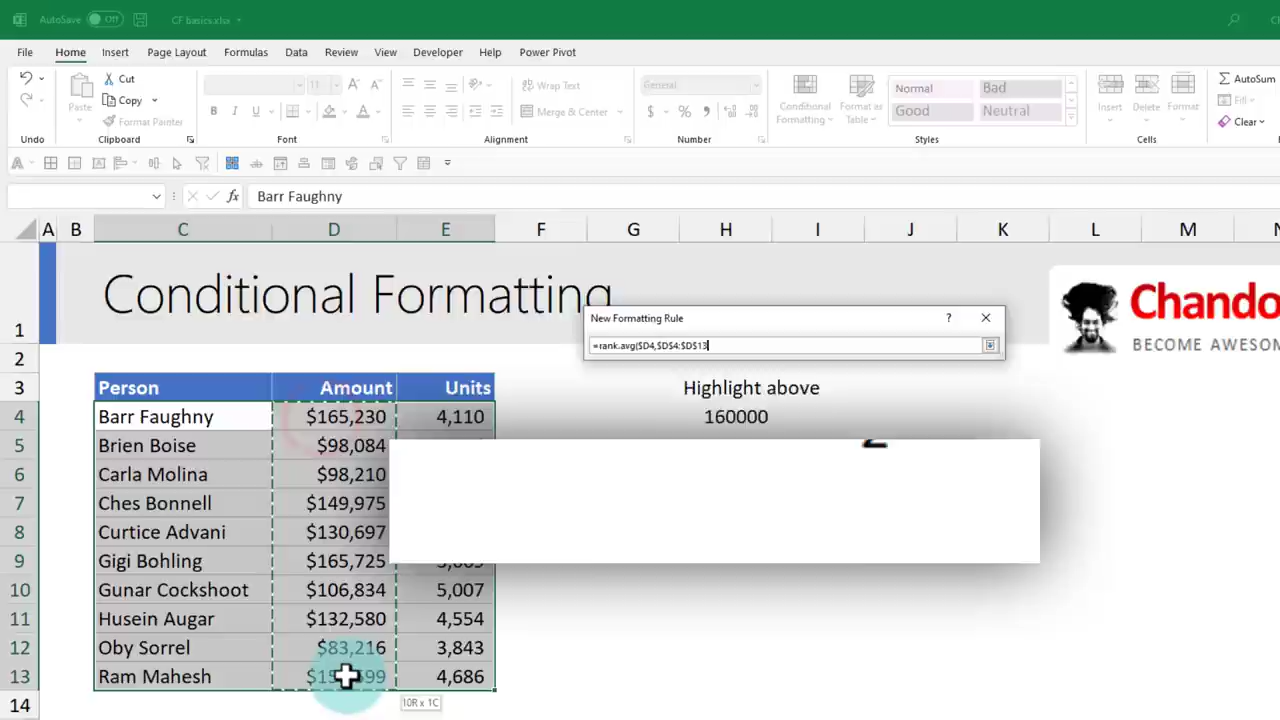 AutoSave Off CF basics.xlsx
File Home Insert Page Layout Formulas Data Review View Developer Help Power Pivot
Cut
Copy
Format Painter
Paste
11
Wrap Text
Merge & Center
General
Conditional Formatting
Format as Table
Normal Bad
Good Neutral
Insert Delete Format
AutoSum
Fill
Clear
Undo Clipboard Font Alignment Number Styles Cells
fx Barr Faughny
A B C D E F G H I J K L M N
1 Conditional Formatting
Chando
BECOME AWESOM
New Formatting Rule
=rank.avg($D4,$D$4:$D$13
2
3 Person Amount Units Highlight above
4 Barr Faughny $165,230 4,110 160000
5 Brien Boise $98,084
6 Carla Molina $98,210
7 Ches Bonnell $149,975
8 Curtice Advani $130,697
9 Gigi Bohling $165,725
10 Gunar Cockshoot $106,834 5,007
11 Husein Augar $132,580 4,554
12 Oby Sorrel $83,216 3,843
13 Ram Mahesh 4,686
14 10R x 1C